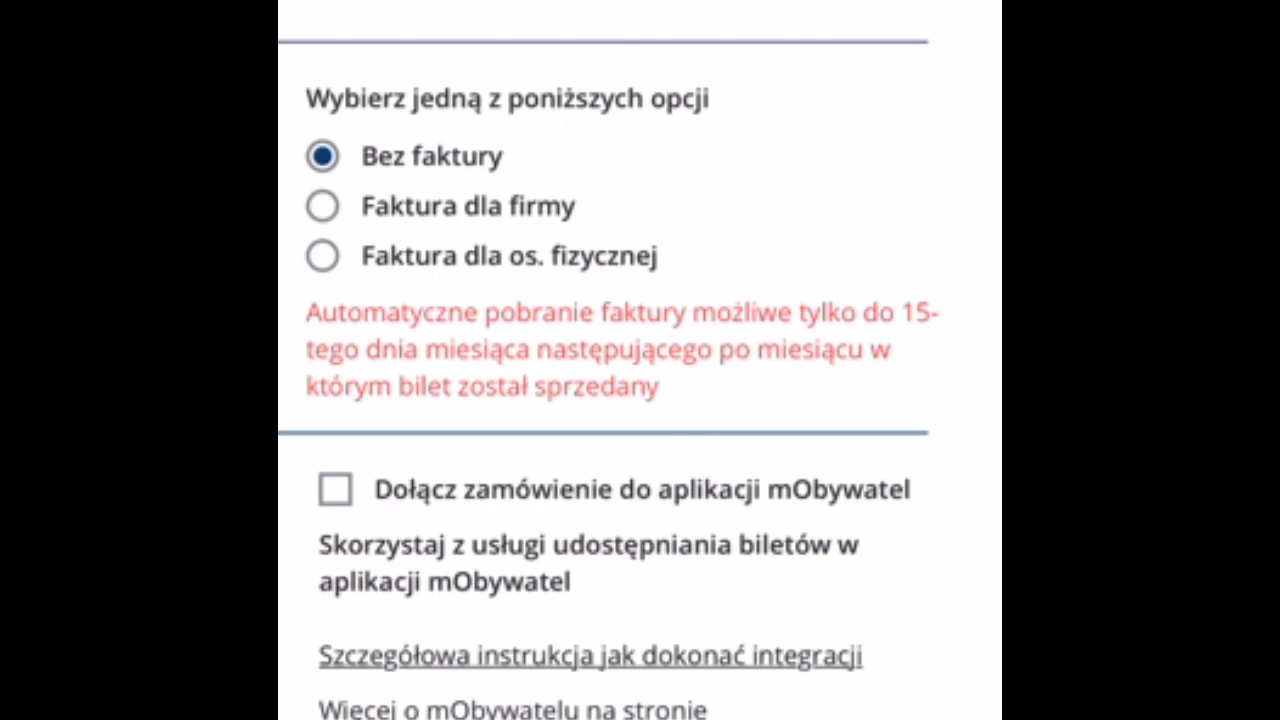 Wybierz jedną z poniższych opcji
Bez faktury
Faktura dla firmy
Faktura dla os. fizycznej
Automatyczne pobranie faktury możliwe tylko do 15-
tego dnia miesiąca następującego po miesiącu w
którym bilet został sprzedany
Dołącz zamówienie do aplikacji mObywatel
Skorzystaj z usługi udostępniania biletów w
aplikacji mObywatel
Szczegółowa instrukcja jak dokonać integracji
Więcej o mObywatelu na stronie